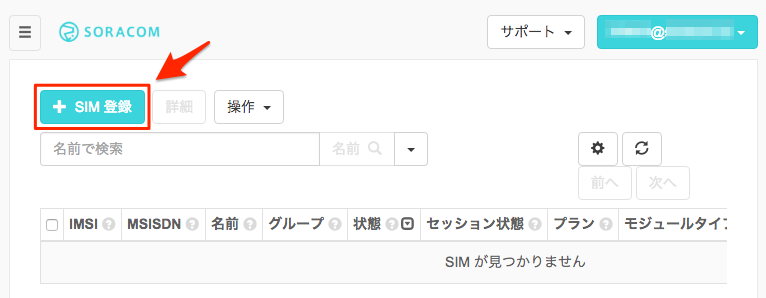 SORACOM サポート @
SIM 登録 詳細 操作
名前で検索 名前
前へ 次へ
IMSI MSISDN 名前 グループ 状態 セッション状態 プラン モジュールタイプ
SIM が見つかりません